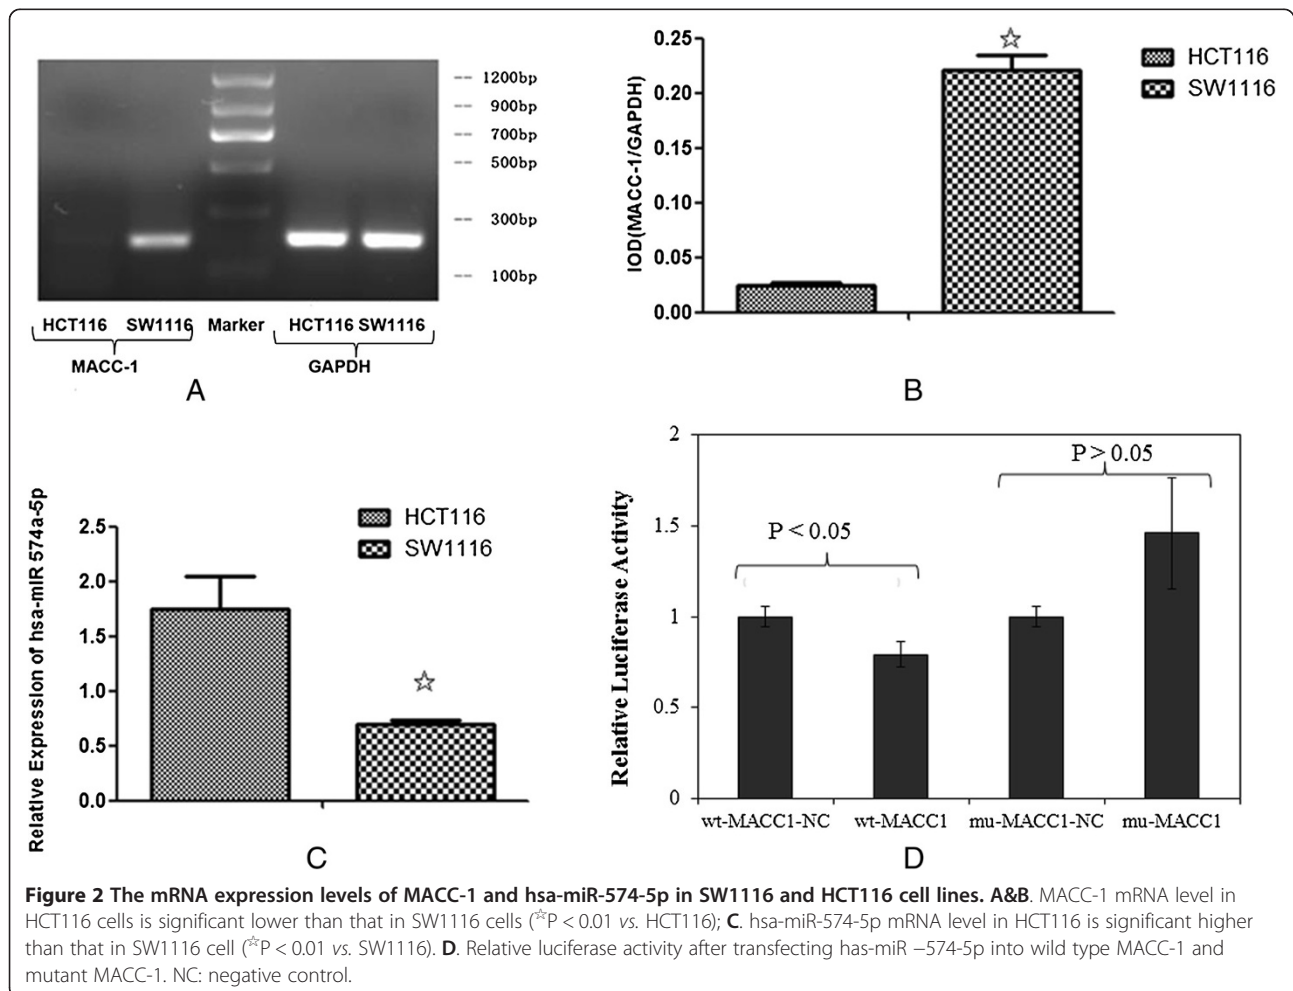 1200bp
900bp
700bp
500bp
300bp
100bp
HCT116 SW1116 Marker HCT116 SW1116
MACC-1 GAPDH
A
0.25
0.20
0.15
0.10
0.05
0.00
IOD(MACC-1/GAPDH)
☆
HCT116
SW1116
B
2.5
2.0
1.5
1.0
0.5
0.0
Relative Expression of hsa-miR 574a-5p
HCT116
SW1116
☆
C
2
1.5
1
0.5
0
Relative Luciferase Activity
P < 0.05
P > 0.05
wt-MACC1-NC wt-MACC1 mu-MACC1-NC mu-MACC1
D
Figure 2 The mRNA expression levels of MACC-1 and hsa-miR-574-5p in SW1116 and HCT116 cell lines. A&B. MACC-1 mRNA level in
HCT116 cells is significant lower than that in SW1116 cells (☆P < 0.01 vs. HCT116); C. hsa-miR-574-5p mRNA level in HCT116 is significant higher
than that in SW1116 cell (☆P < 0.01 vs. SW1116). D. Relative luciferase activity after transfecting has-miR −574-5p into wild type MACC-1 and
mutant MACC-1. NC: negative control.